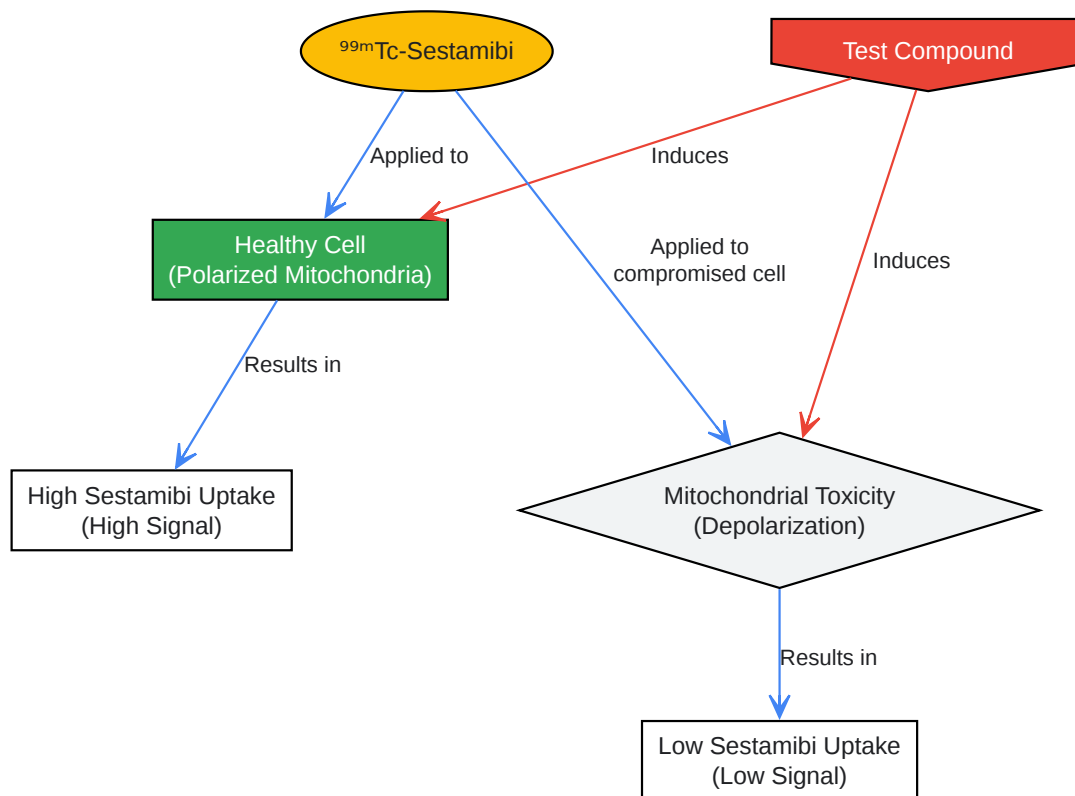 ⁹⁹ᵐTc-Sestamibi
Test Compound
Applied to
Induces
Healthy Cell
(Polarized Mitochondria)
Applied to
compromised cell
Induces
Results in
High Sestamibi Uptake
(High Signal)
Mitochondrial Toxicity
(Depolarization)
Results in
Low Sestamibi Uptake
(Low Signal)